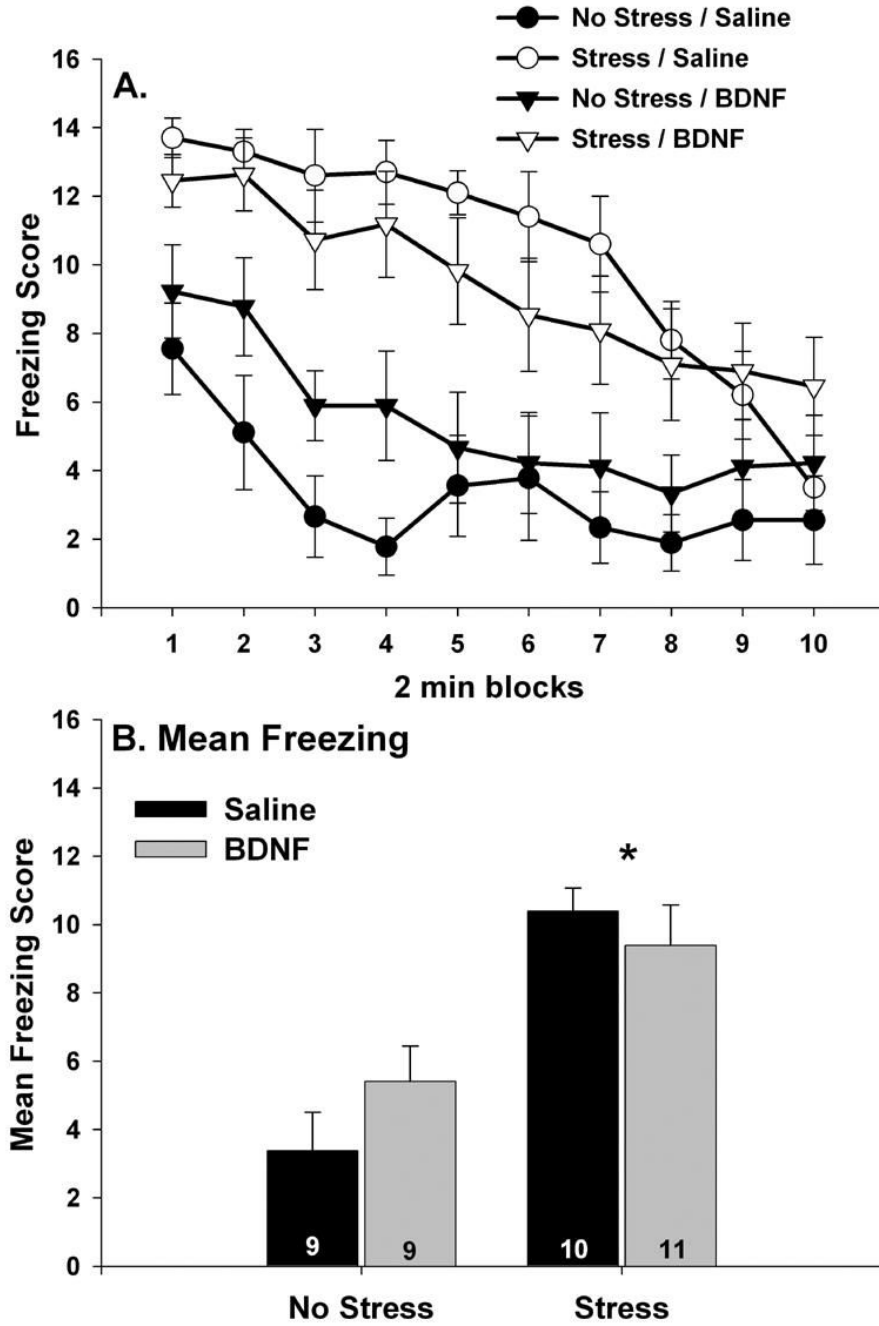 No Stress / Saline
Stress / Saline
No Stress / BDNF
Stress / BDNF
A.
16
14
12
10
8
6
4
2
0
Freezing Score
1 2 3 4 5 6 7 8 9 10
2 min blocks
B. Mean Freezing
Saline
BDNF
*
16
14
12
10
8
6
4
2
0
Mean Freezing Score
9 9 10 11
No Stress Stress